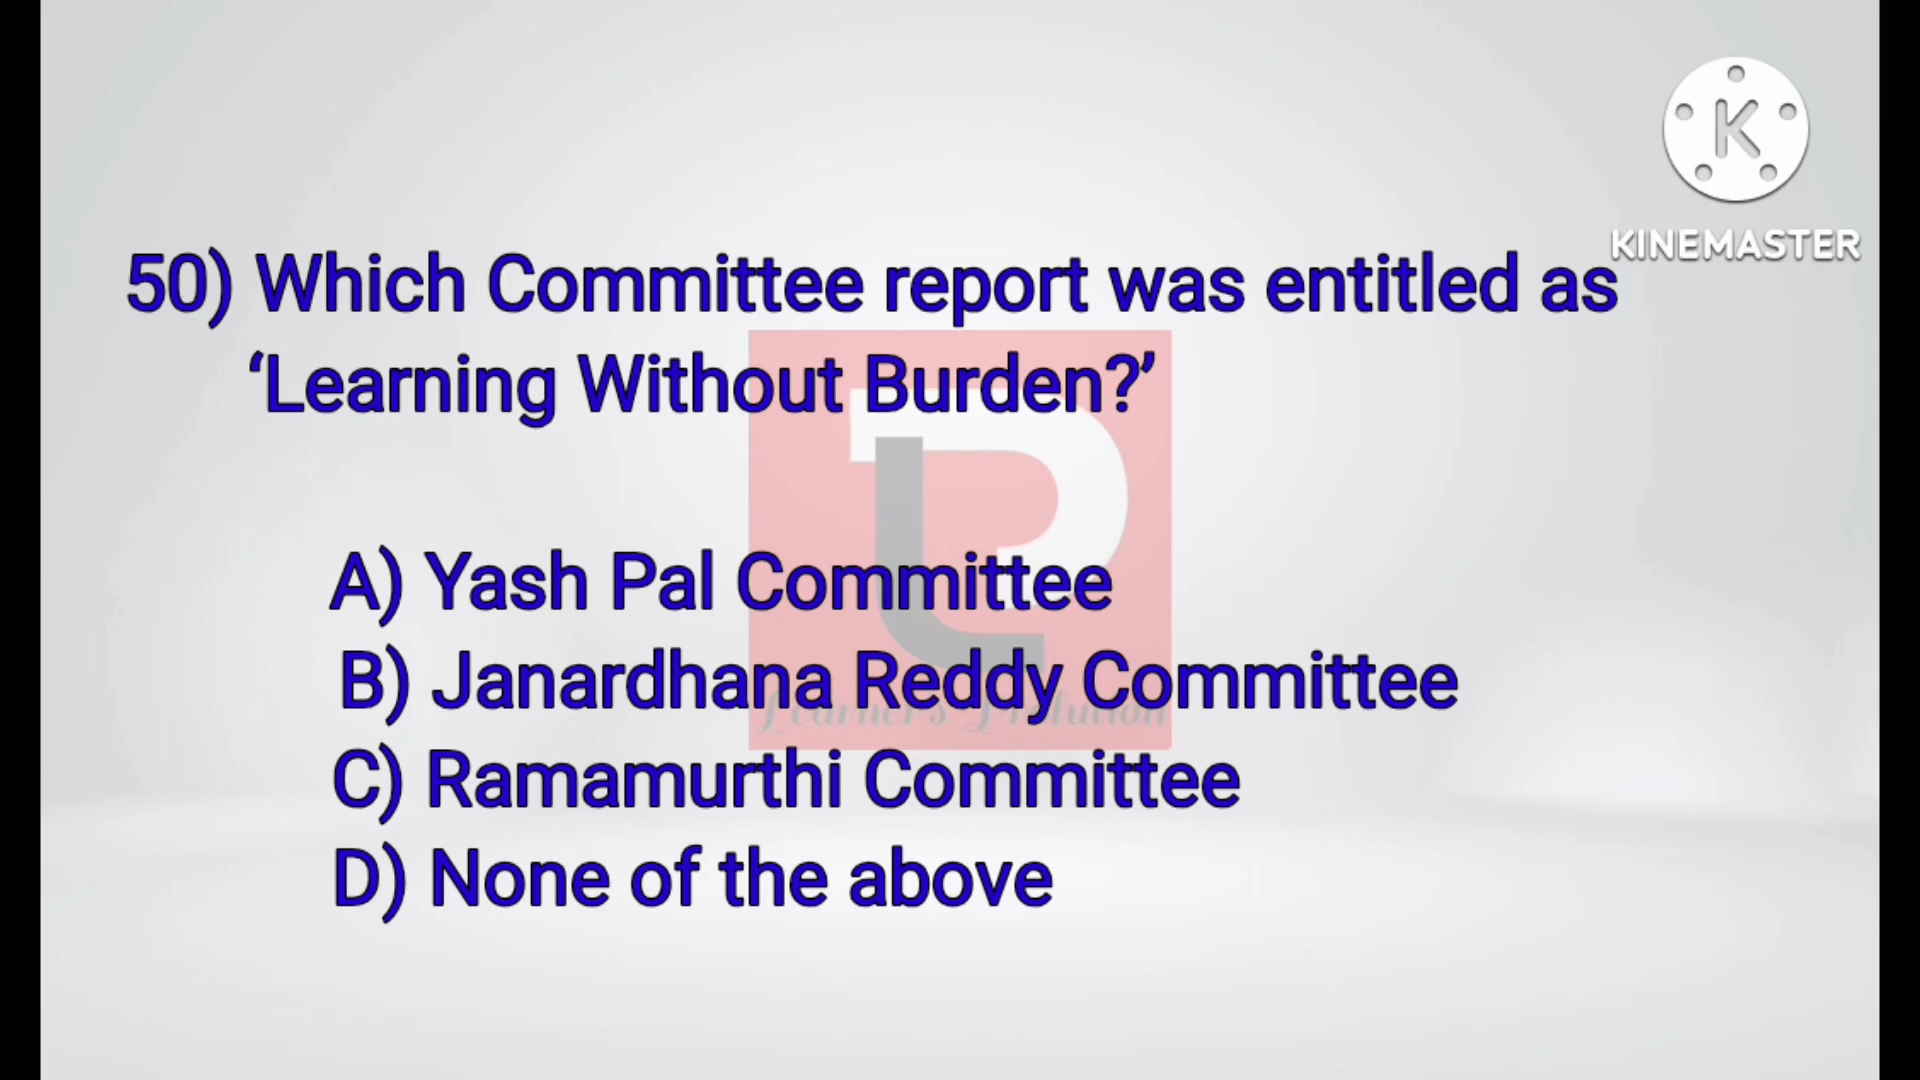 K
KINEMASTER
50) Which Committee report was entitled as
‘Learning Without Burden?’
A) Yash Pal Committee
B) Janardhana Reddy Committee
C) Ramamurthi Committee
D) None of the above